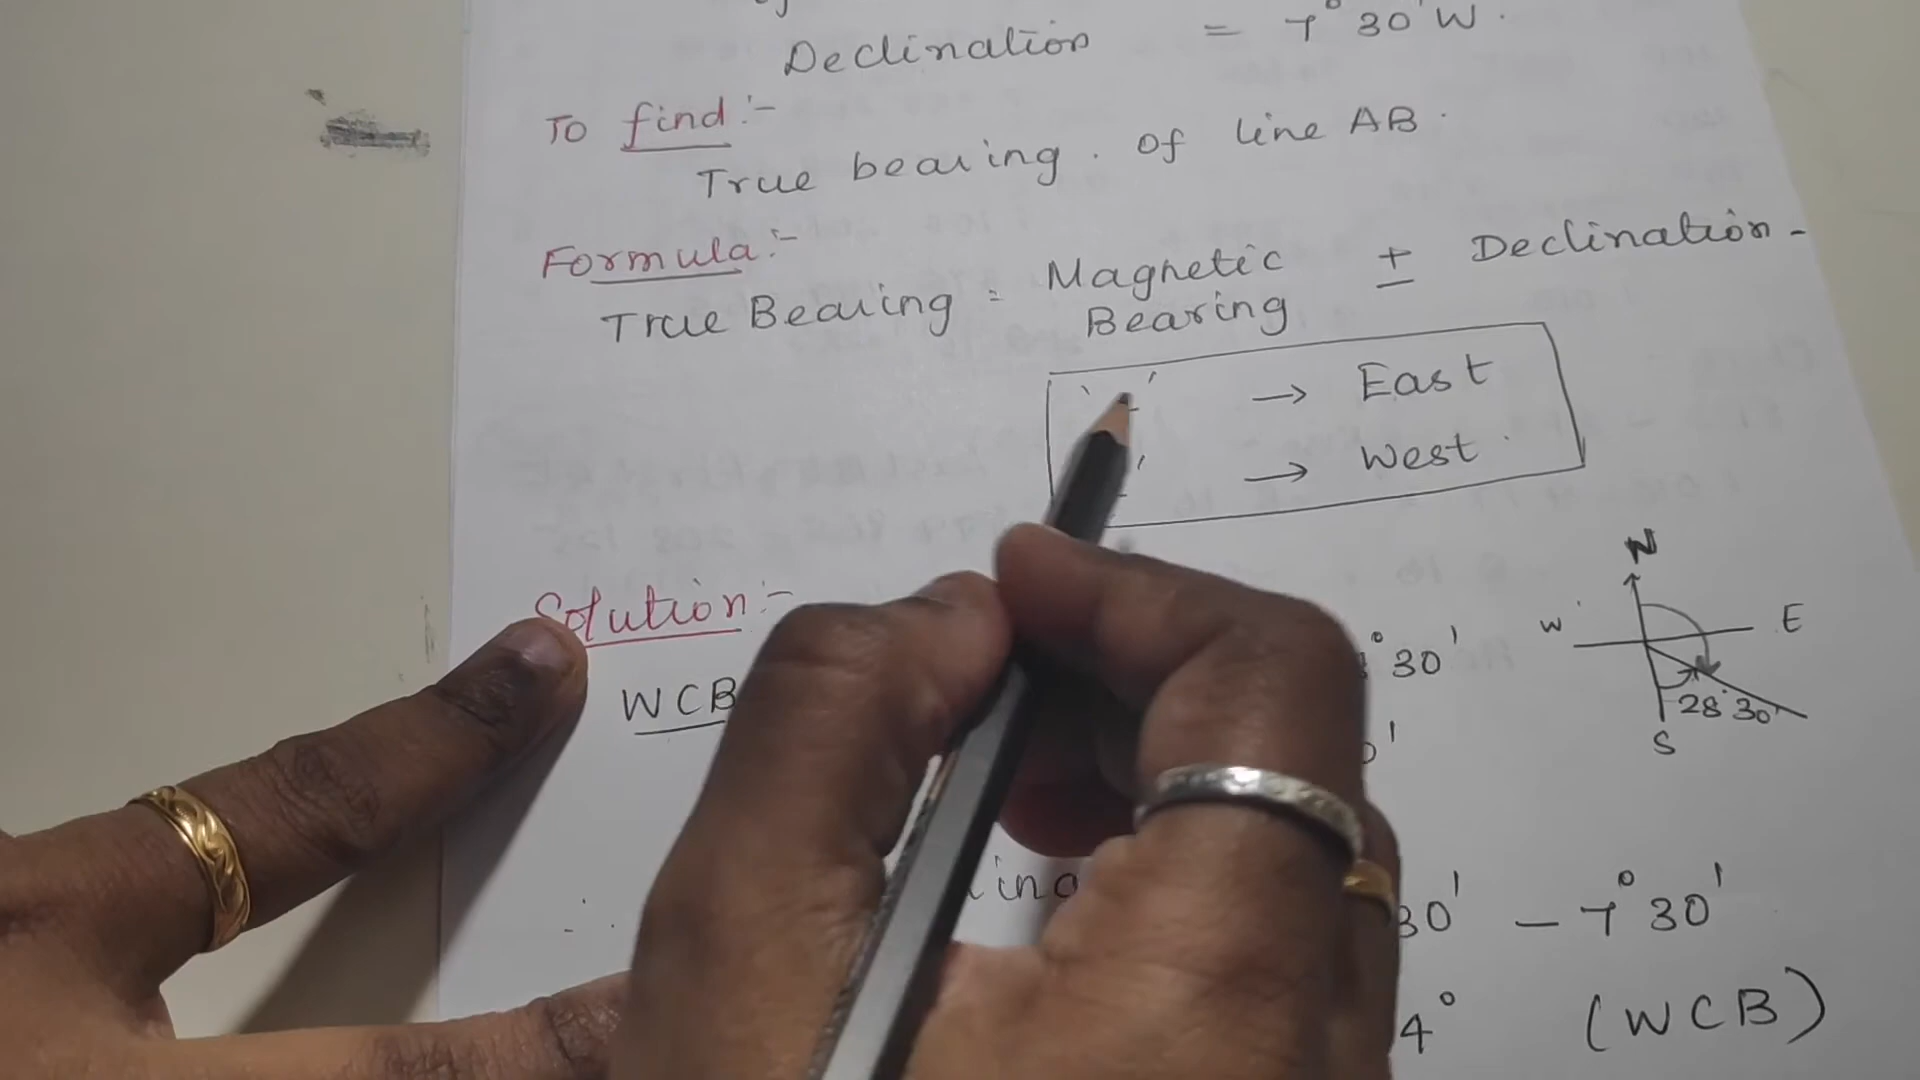 Declination = 7° 30' W.
To find:-
True bearing. of line AB.
Formula:-
True Bearing = Magnetic Bearing ± Declination-
→ East
→ West.
Solution:-
WCB
°30'
N
W E
28°30'
S
30' - 7° 30'
4° (WCB)